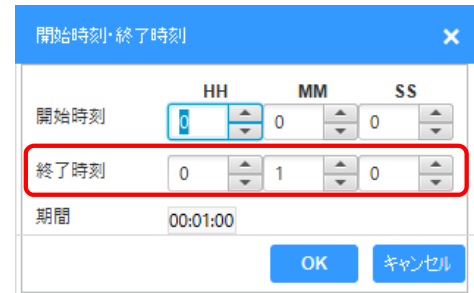 開始時刻・終了時刻 ×
HH MM SS
開始時刻 0 0 0
終了時刻 0 1 0
期間 00:01:00
OK キャンセル